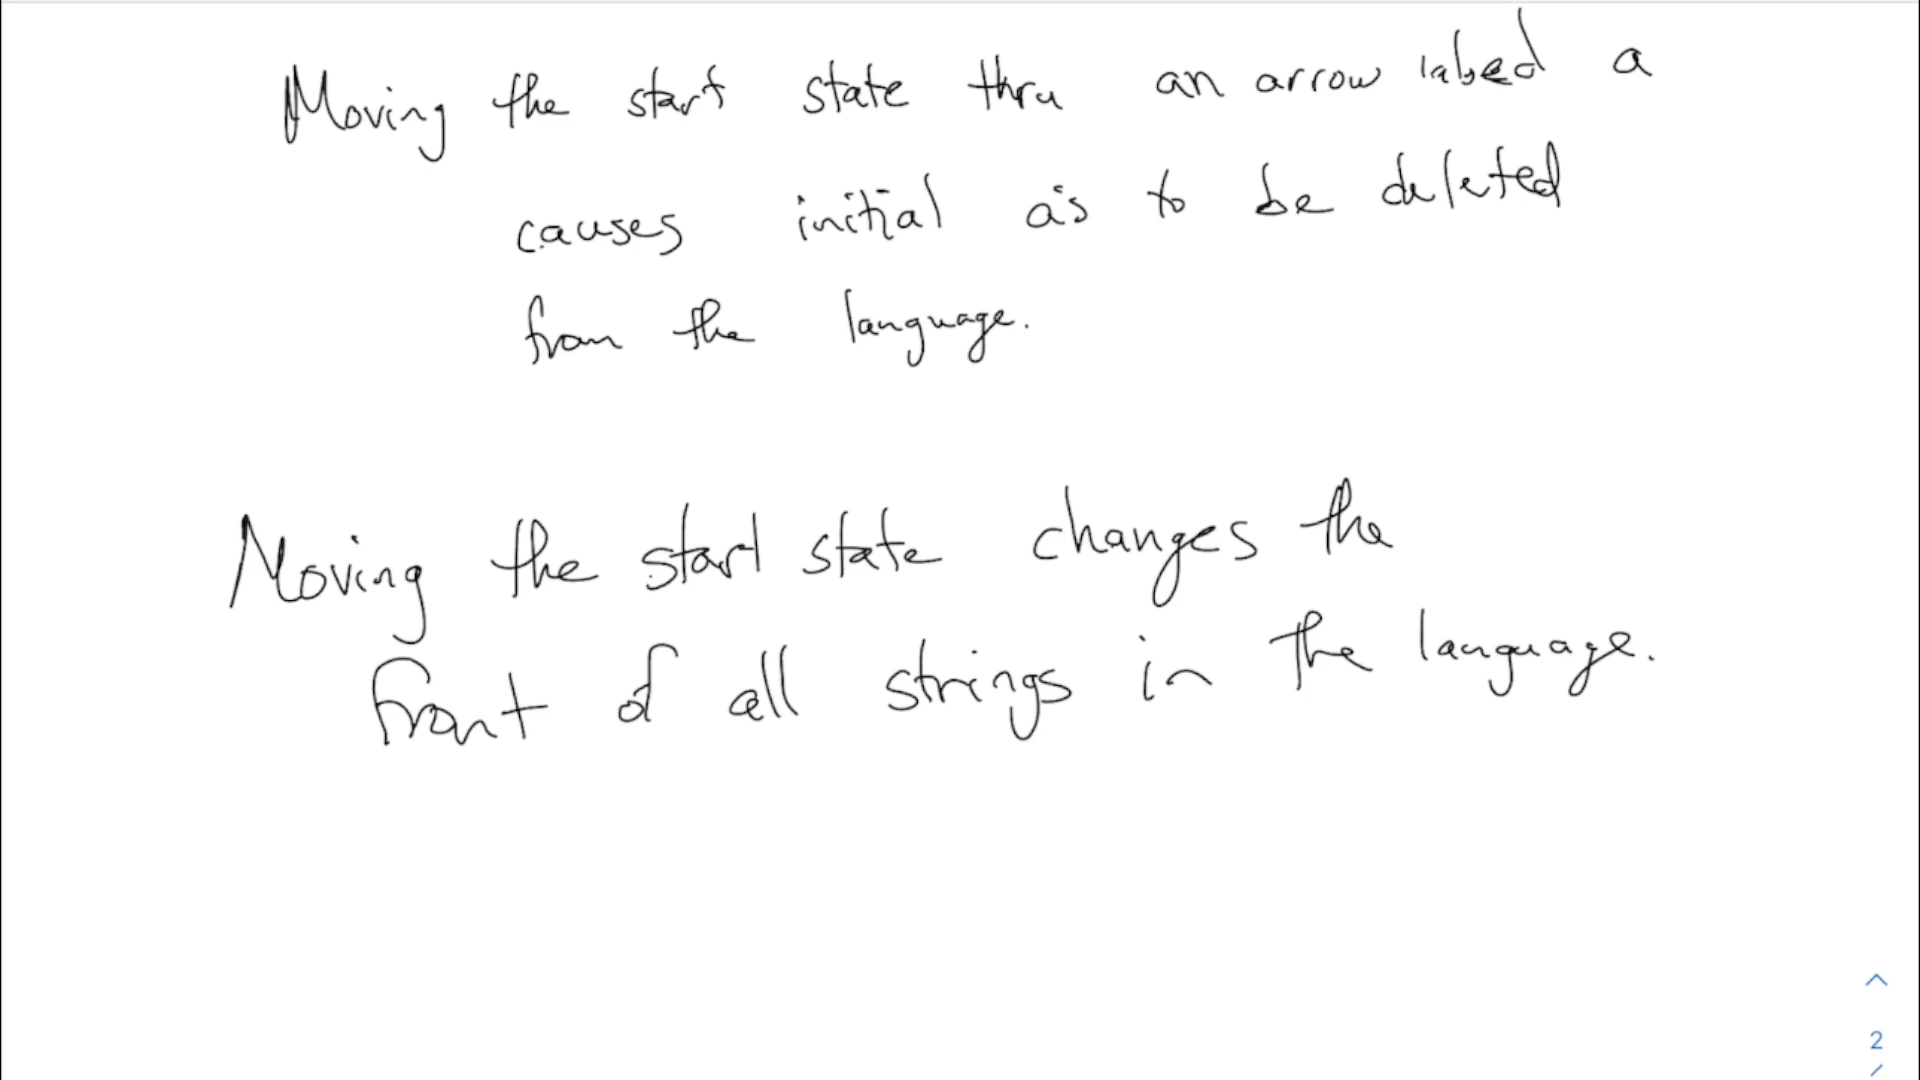 Moving the start state thru an arrow labeed a
causes initial a's to be deleted
from the language.
Moving the start state changes the
front of all strings in the language.
2